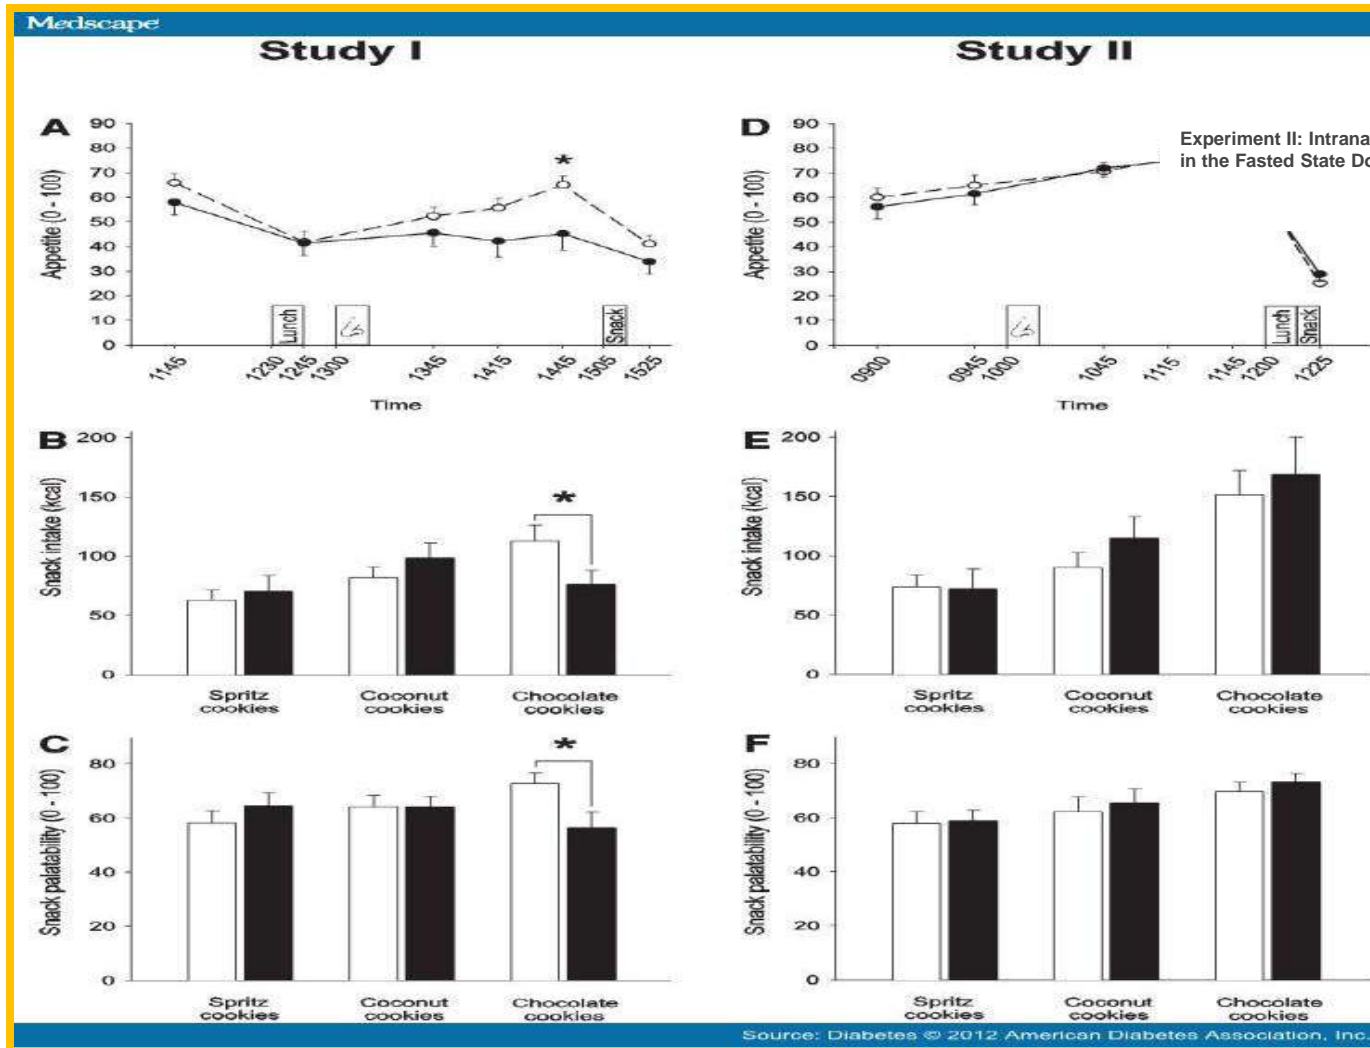 Medscape
Study I
Study II
A
90
80
70
60
50
40
30
20
10
0
Appetite (0 - 100)
*
Lunch
Snack
1145
1230
1245
1300
1345
1415
1445
1505
1525
Time
D
90
80
70
60
50
40
30
20
10
0
Appetite (0 - 100)
Experiment II: Intrana
in the Fasted State Do
Lunch
Snack
0900
0945
1000
1045
1115
1145
1200
1225
Time
B
200
150
100
50
0
Snack intake (kcal)
*
Spritz
cookies
Coconut
cookies
Chocolate
cookies
E
200
150
100
50
0
Snack intake (kcal)
Spritz
cookies
Coconut
cookies
Chocolate
cookies
C
80
60
40
20
0
Snack palatability (0 - 100)
*
Spritz
cookies
Coconut
cookies
Chocolate
cookies
F
80
60
40
20
0
Snack palatability (0 - 100)
Spritz
cookies
Coconut
cookies
Chocolate
cookies
Source: Diabetes © 2012 American Diabetes Association, Inc.